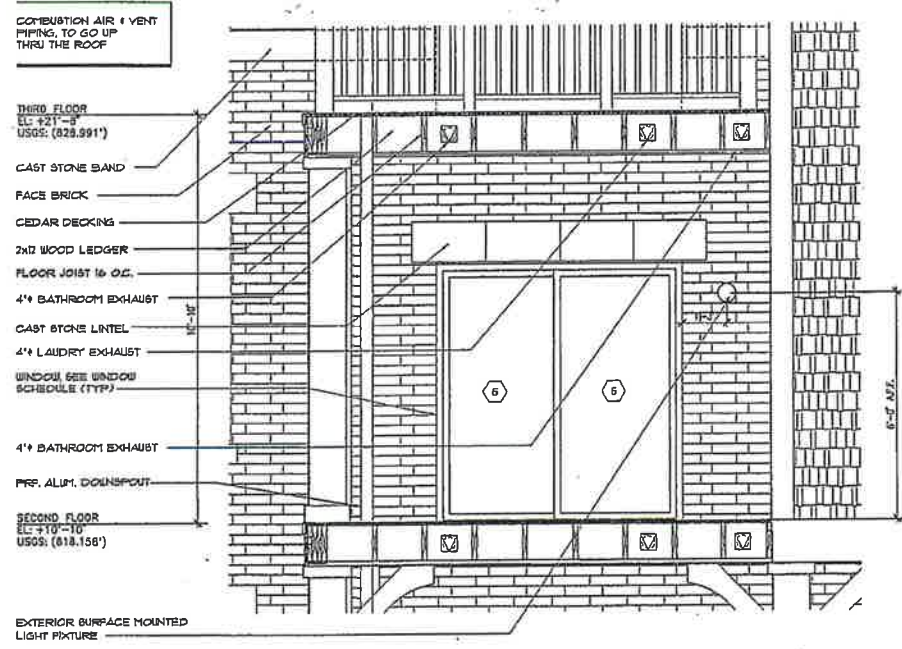 COMBUSTION AIR & VENT
PIPING, TO GO UP
THRU THE ROOF
THIRD FLOOR
EL: +21'-8"
USGS: (828.991')
CAST STONE BAND
FACE BRICK
CEDAR DECKING
2x12 WOOD LEDGER
FLOOR JOIST 16 O.C.
4"ϕ BATHROOM EXHAUST
10'-10"
CAST STONE LINTEL
4"ϕ LAUDRY EXHAUST
WINDOW, SEE WINDOW
SCHEDULE (TYP)
6
6
6'-0" A.F.F.
4"ϕ BATHROOM EXHAUST
PRF. ALUM. DOWNSPOUT
SECOND FLOOR
EL: +10'-10"
USGS: (818.156')
EXTERIOR SURFACE MOUNTED
LIGHT FIXTURE